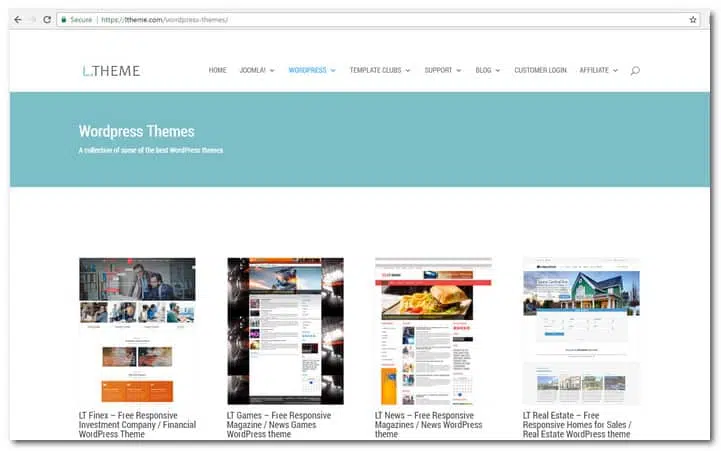 Secure https://ltheme.com/wordpress-themes/
L.THEME
HOME JOOMLA! WORDPRESS TEMPLATE CLUBS SUPPORT BLOG CUSTOMER LOGIN AFFILIATE
Wordpress Themes
A collection of some of the best WordPress themes
LT Finex – Free Responsive
Investment Company / Financial
WordPress Theme
LT Games – Free Responsive
Magazine / News Games
WordPress theme
LT News – Free Responsive
Magazines / News WordPress
theme
LT Real Estate – Free
Responsive Homes for Sales /
Real Estate WordPress theme